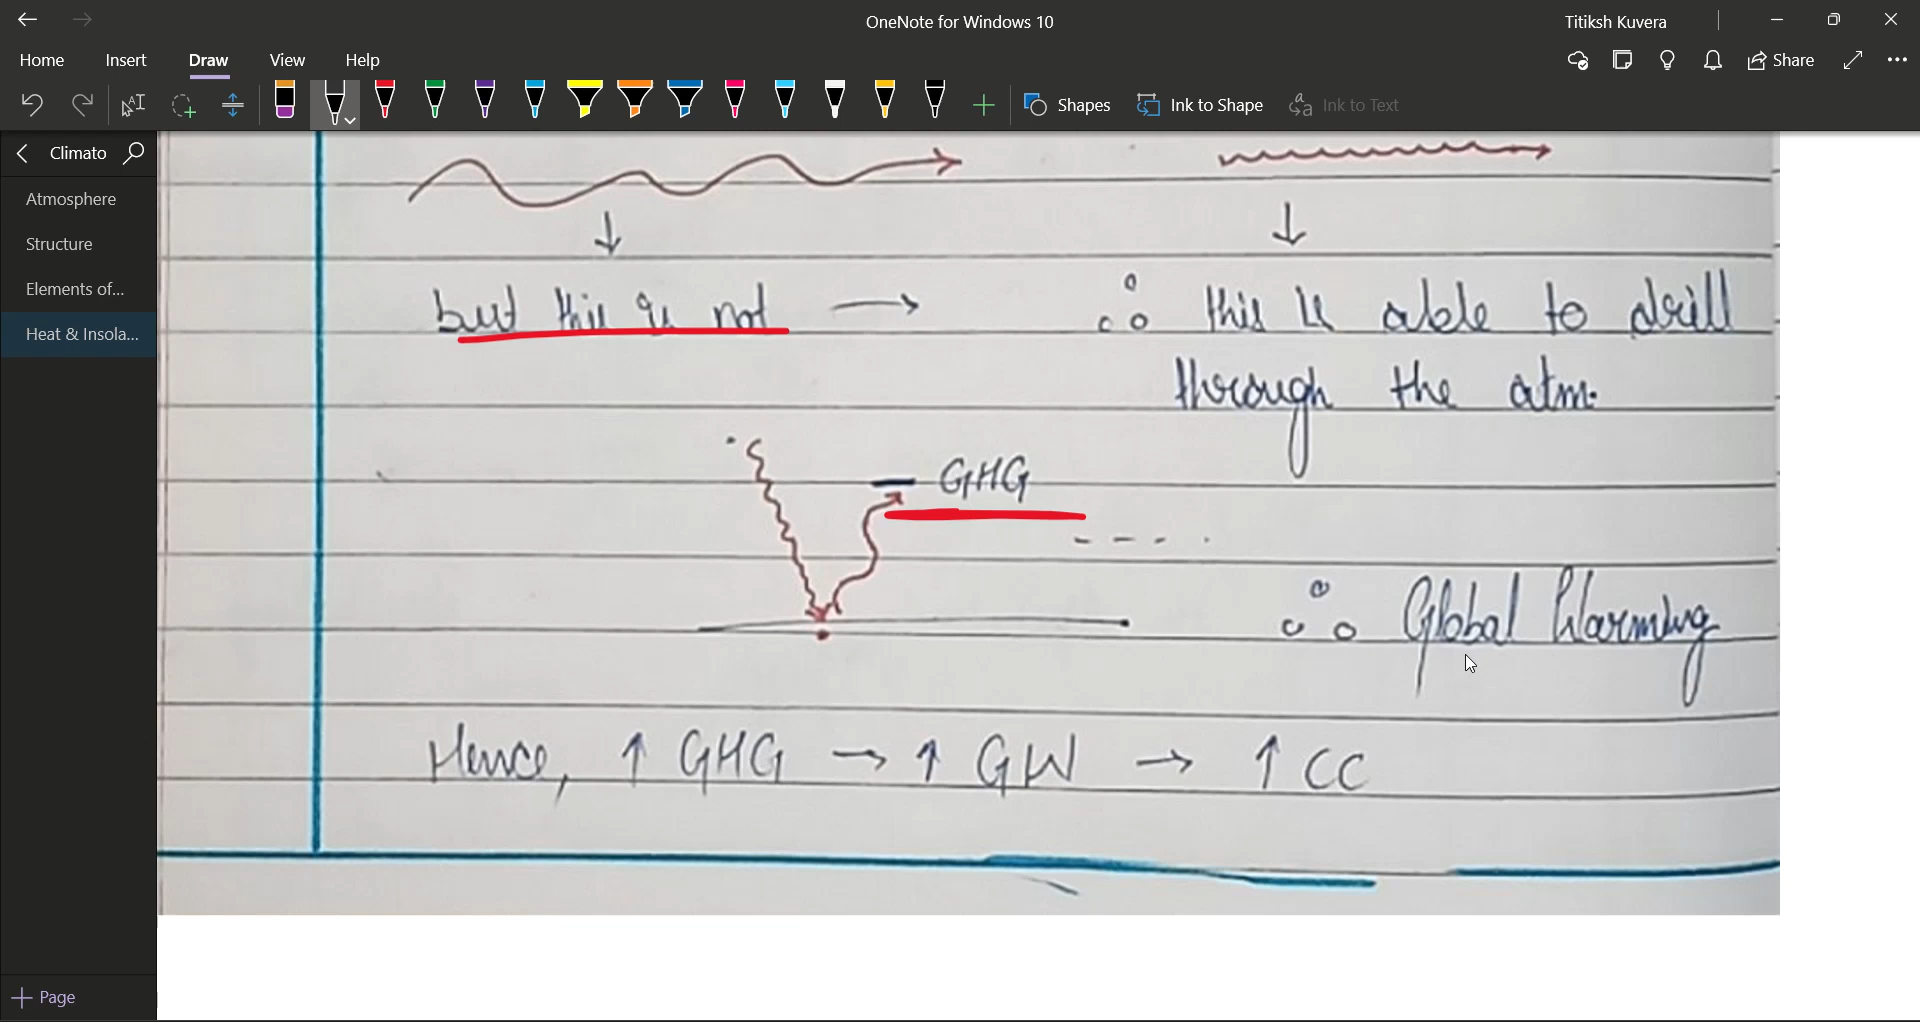 OneNote for Windows 10
Titiksh Kuvera
Home Insert Draw View Help
Share
Shapes Ink to Shape Ink to Text
Climato
Atmosphere
Structure
Elements of...
Heat & Insola...
Page
but this is not → ∴ this is able to drill
through the atm.
GHG
∴ Global Warming
Hence, ↑ GHG → ↑ GW → ↑ CC